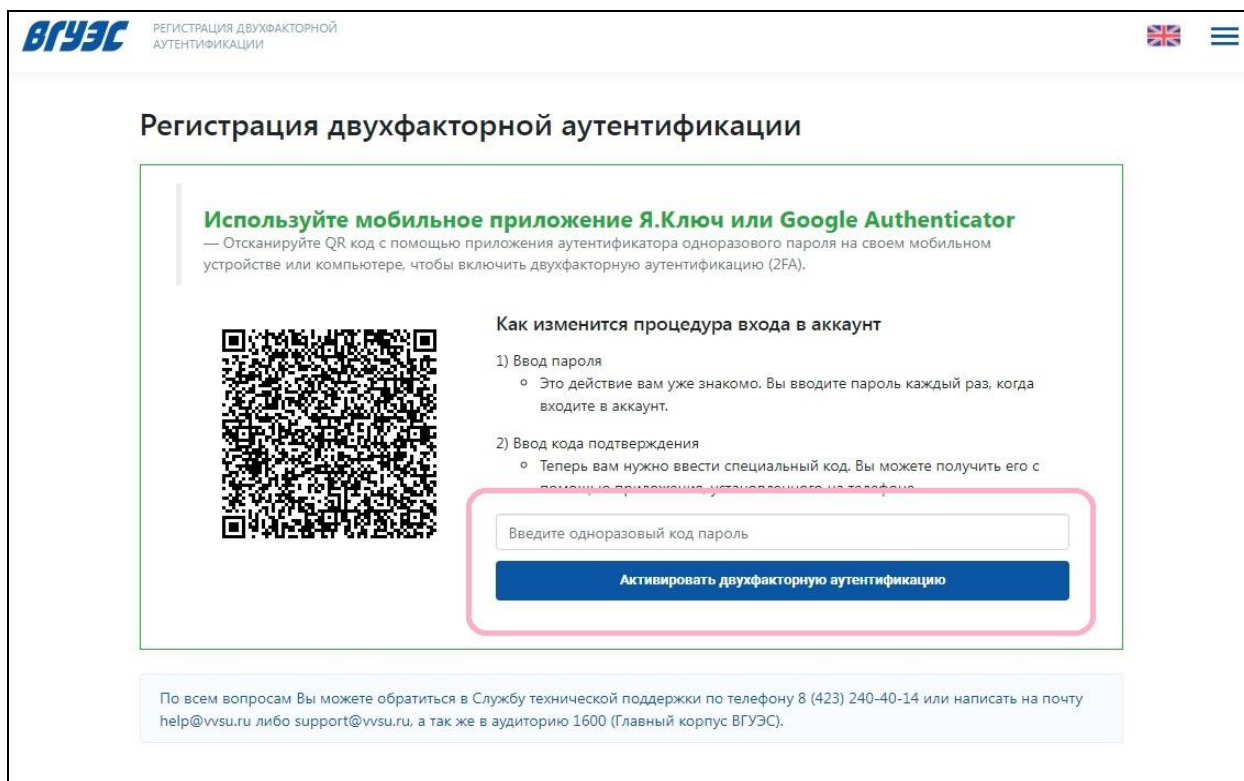 ВГУЭС
РЕГИСТРАЦИЯ ДВУХФАКТОРНОЙ
АУТЕНТИФИКАЦИИ
Регистрация двухфакторной аутентификации
Используйте мобильное приложение Я.Ключ или Google Authenticator
— Отсканируйте QR код с помощью приложения аутентификатора одноразового пароля на своем мобильном
устройстве или компьютере, чтобы включить двухфакторную аутентификацию (2FA).
Как изменится процедура входа в аккаунт
1) Ввод пароля
Это действие вам уже знакомо. Вы вводите пароль каждый раз, когда
входите в аккаунт.
2) Ввод кода подтверждения
Теперь вам нужно ввести специальный код. Вы можете получить его с
помощью приложения, установленного на телефоне
Введите одноразовый код пароль
Активировать двухфакторную аутентификацию
По всем вопросам Вы можете обратиться в Службу технической поддержки по телефону 8 (423) 240-40-14 или написать на почту
help@vvsu.ru либо support@vvsu.ru, а так же в аудиторию 1600 (Главный корпус ВГУЭС).